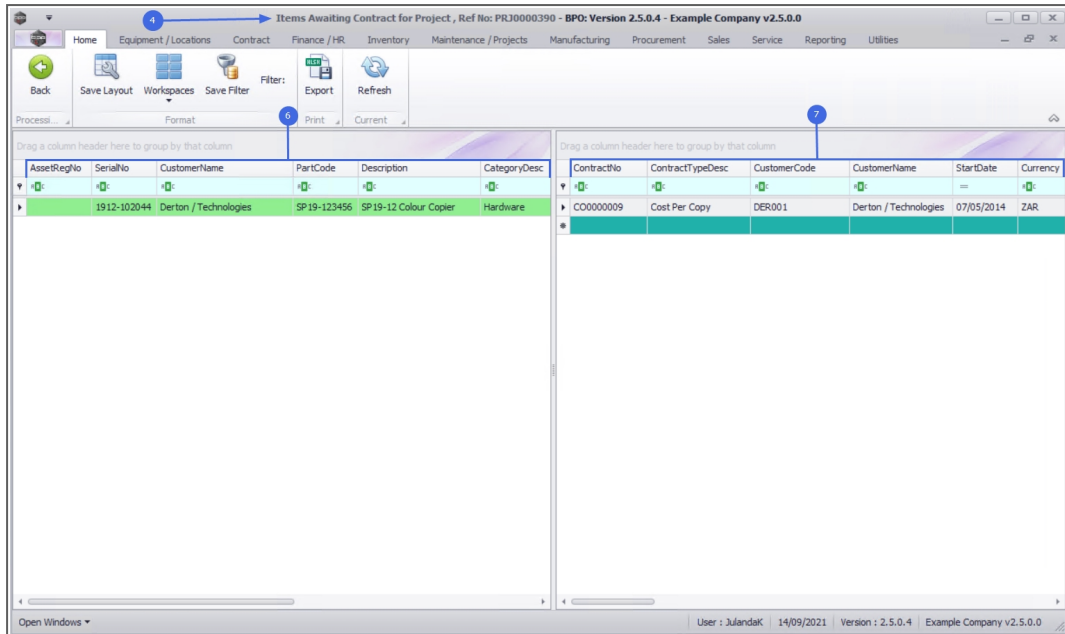 4
Items Awaiting Contract for Project , Ref No: PRJ0000390 - BPO: Version 2.5.0.4 - Example Company v2.5.0.0
Home Equipment / Locations Contract Finance / HR Inventory Maintenance / Projects Manufacturing Procurement Sales Service Reporting Utilities
Back Save Layout Workspaces Save Filter Filter: Export Refresh
Processi... Format Print Current
6 7
Drag a column header here to group by that column Drag a column header here to group by that column
AssetRegNo SerialNo CustomerName PartCode Description CategoryDesc ContractNo ContractTypeDesc CustomerCode CustomerName StartDate Currency
1912-102044 Derton / Technologies SP19-123456 SP19-12 Colour Copier Hardware CO0000009 Cost Per Copy DER001 Derton / Technologies 07/05/2014 ZAR
Open Windows User : JulandaK 14/09/2021 Version : 2.5.0.4 Example Company v2.5.0.0